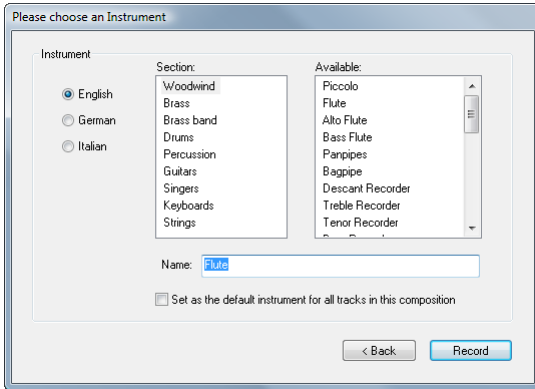 Please choose an Instrument
Instrument
English
German
Italian
Section:
Woodwind
Brass
Brass band
Drums
Percussion
Guitars
Singers
Keyboards
Strings
Available:
Piccolo
Flute
Alto Flute
Bass Flute
Panpipes
Bagpipe
Descant Recorder
Treble Recorder
Tenor Recorder
Name: Flute
Set as the default instrument for all tracks in this composition
< Back Record